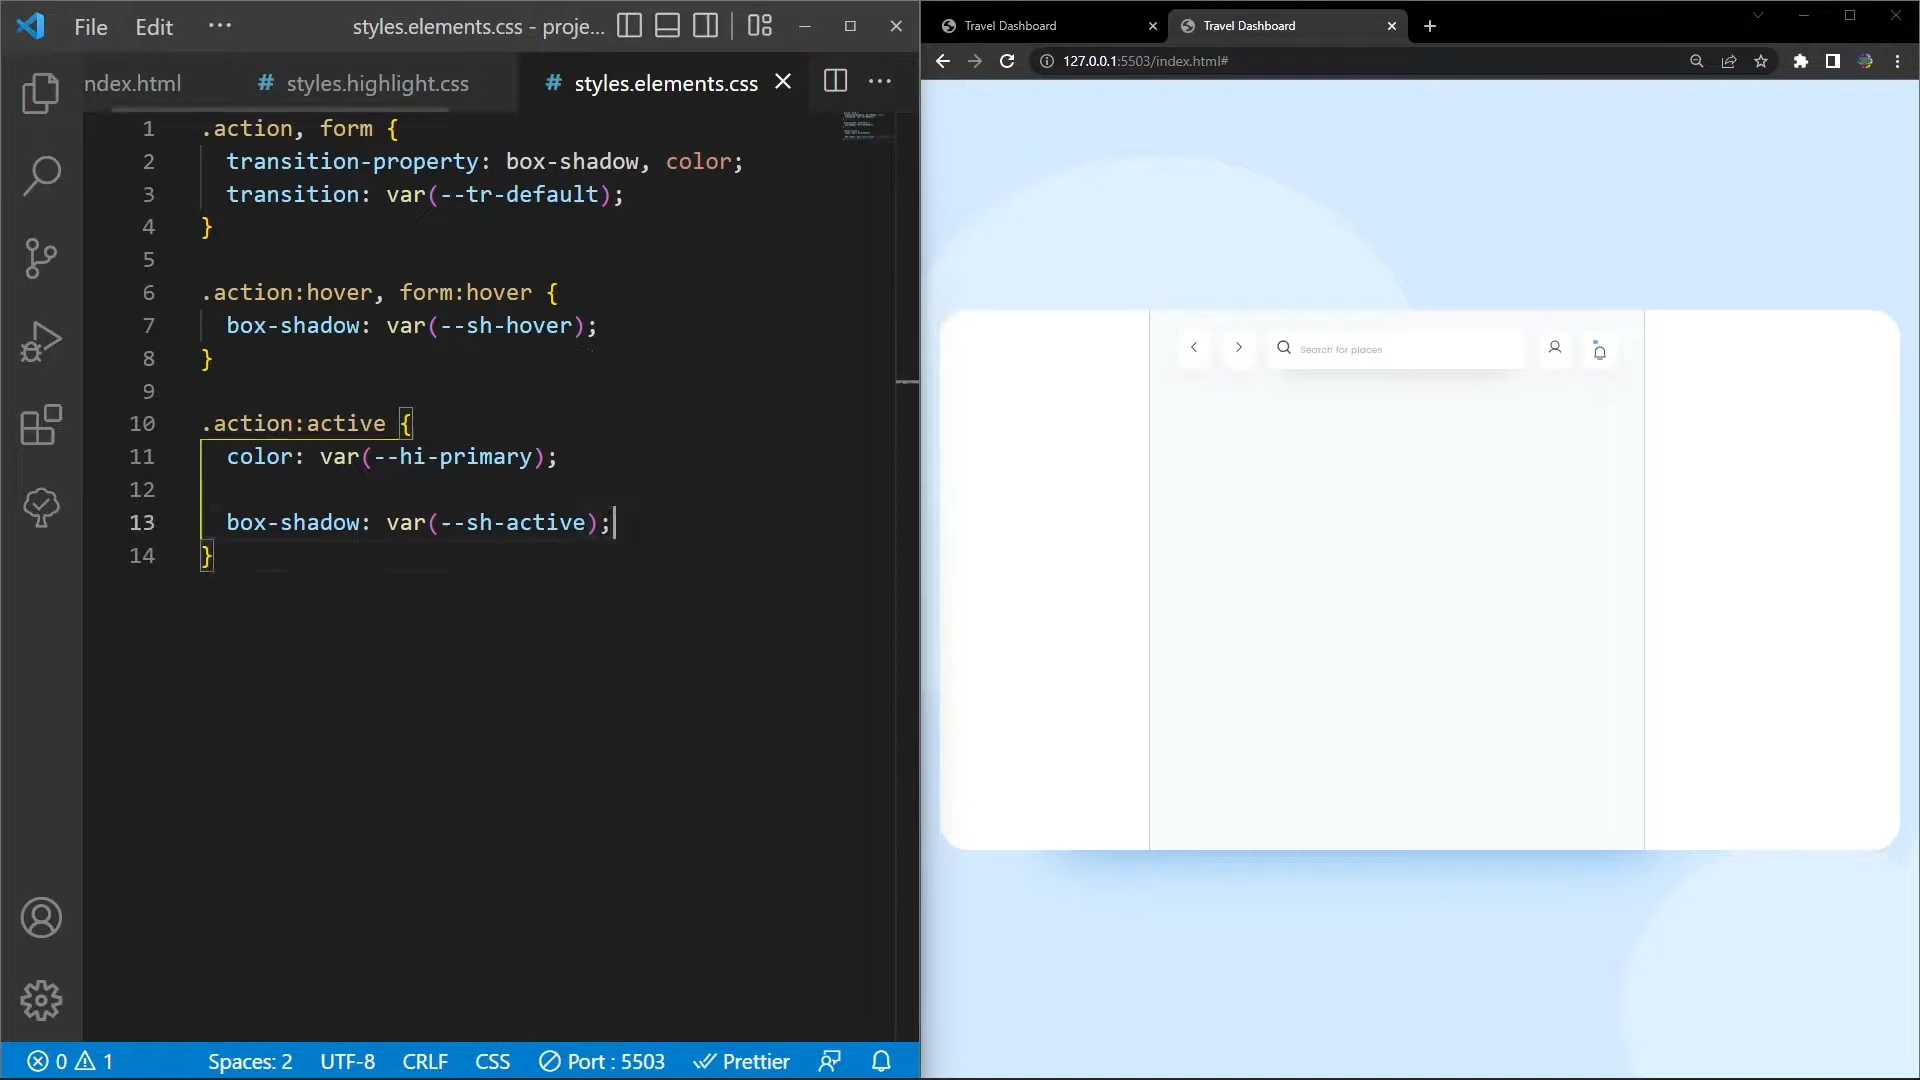 File Edit ··· styles.elements.css - proje...
ndex.html # styles.highlight.css # styles.elements.css
1 .action, form {
2 transition-property: box-shadow, color;
3 transition: var(--tr-default);
4 }
5
6 .action:hover, form:hover {
7 box-shadow: var(--sh-hover);
8 }
9
10 .action:active {
11 color: var(--hi-primary);
12
13 box-shadow: var(--sh-active);
14 }
0 1 Spaces: 2 UTF-8 CRLF CSS Port : 5503 Prettier
Travel Dashboard Travel Dashboard
127.0.0.1:5503/index.html#
Search for places